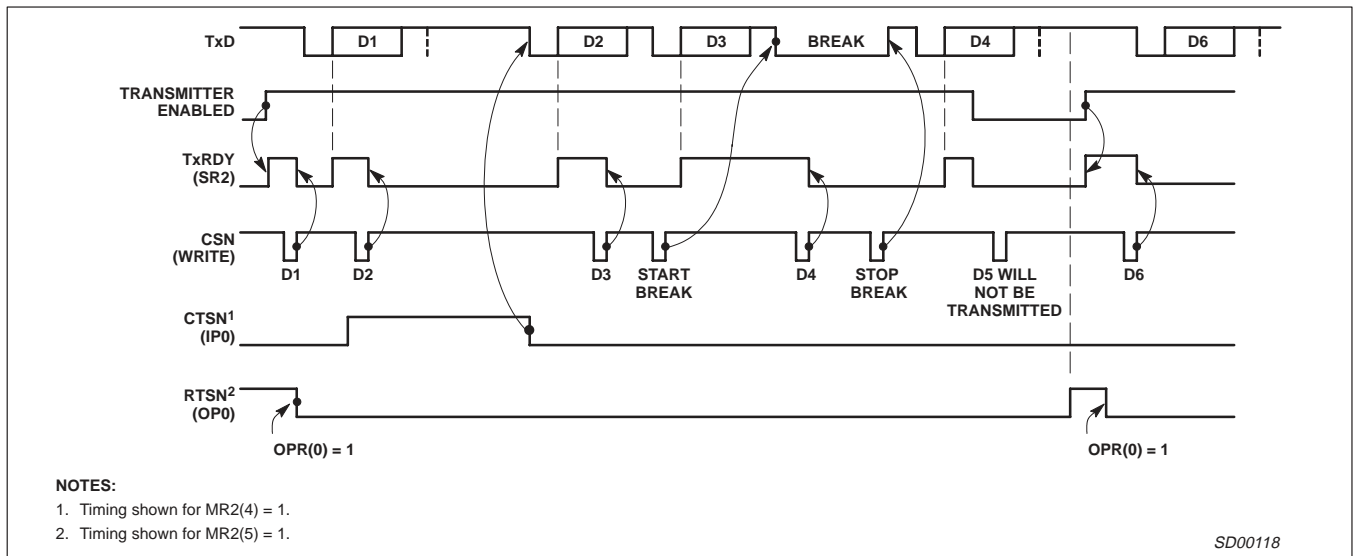 TxD
D1
D2
D3
BREAK
D4
D6
TRANSMITTER
ENABLED
TxRDY
(SR2)
CSN
(WRITE)
D1
D2
D3
START
BREAK
D4
STOP
BREAK
D5 WILL
NOT BE
TRANSMITTED
D6
CTSN1
(IP0)
RTSN2
(OP0)
OPR(0) = 1
OPR(0) = 1
NOTES:
1. Timing shown for MR2(4) = 1.
2. Timing shown for MR2(5) = 1.
SD00118